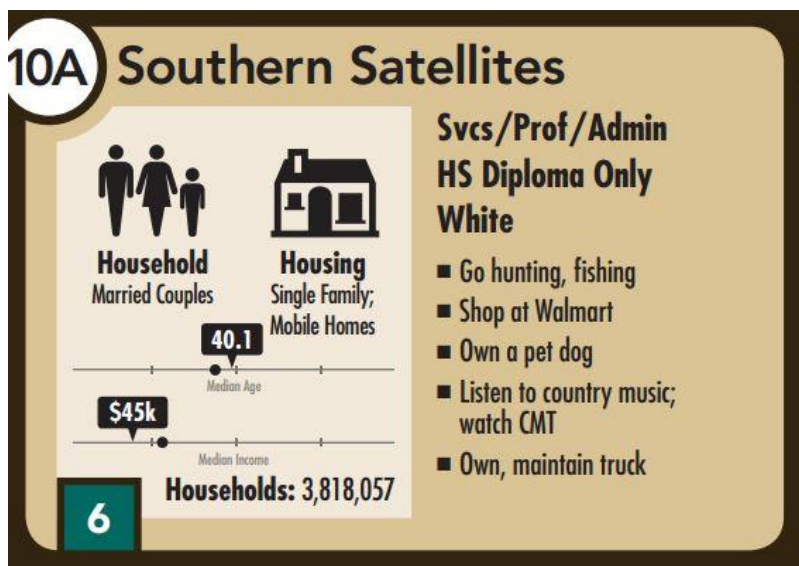 10A Southern Satellites
Household
Married Couples
Housing
Single Family;
Mobile Homes
40.1
Median Age
$45k
Median Income
Households: 3,818,057
6
Svcs/Prof/Admin
HS Diploma Only
White
■ Go hunting, fishing
■ Shop at Walmart
■ Own a pet dog
■ Listen to country music;
watch CMT
■ Own, maintain truck